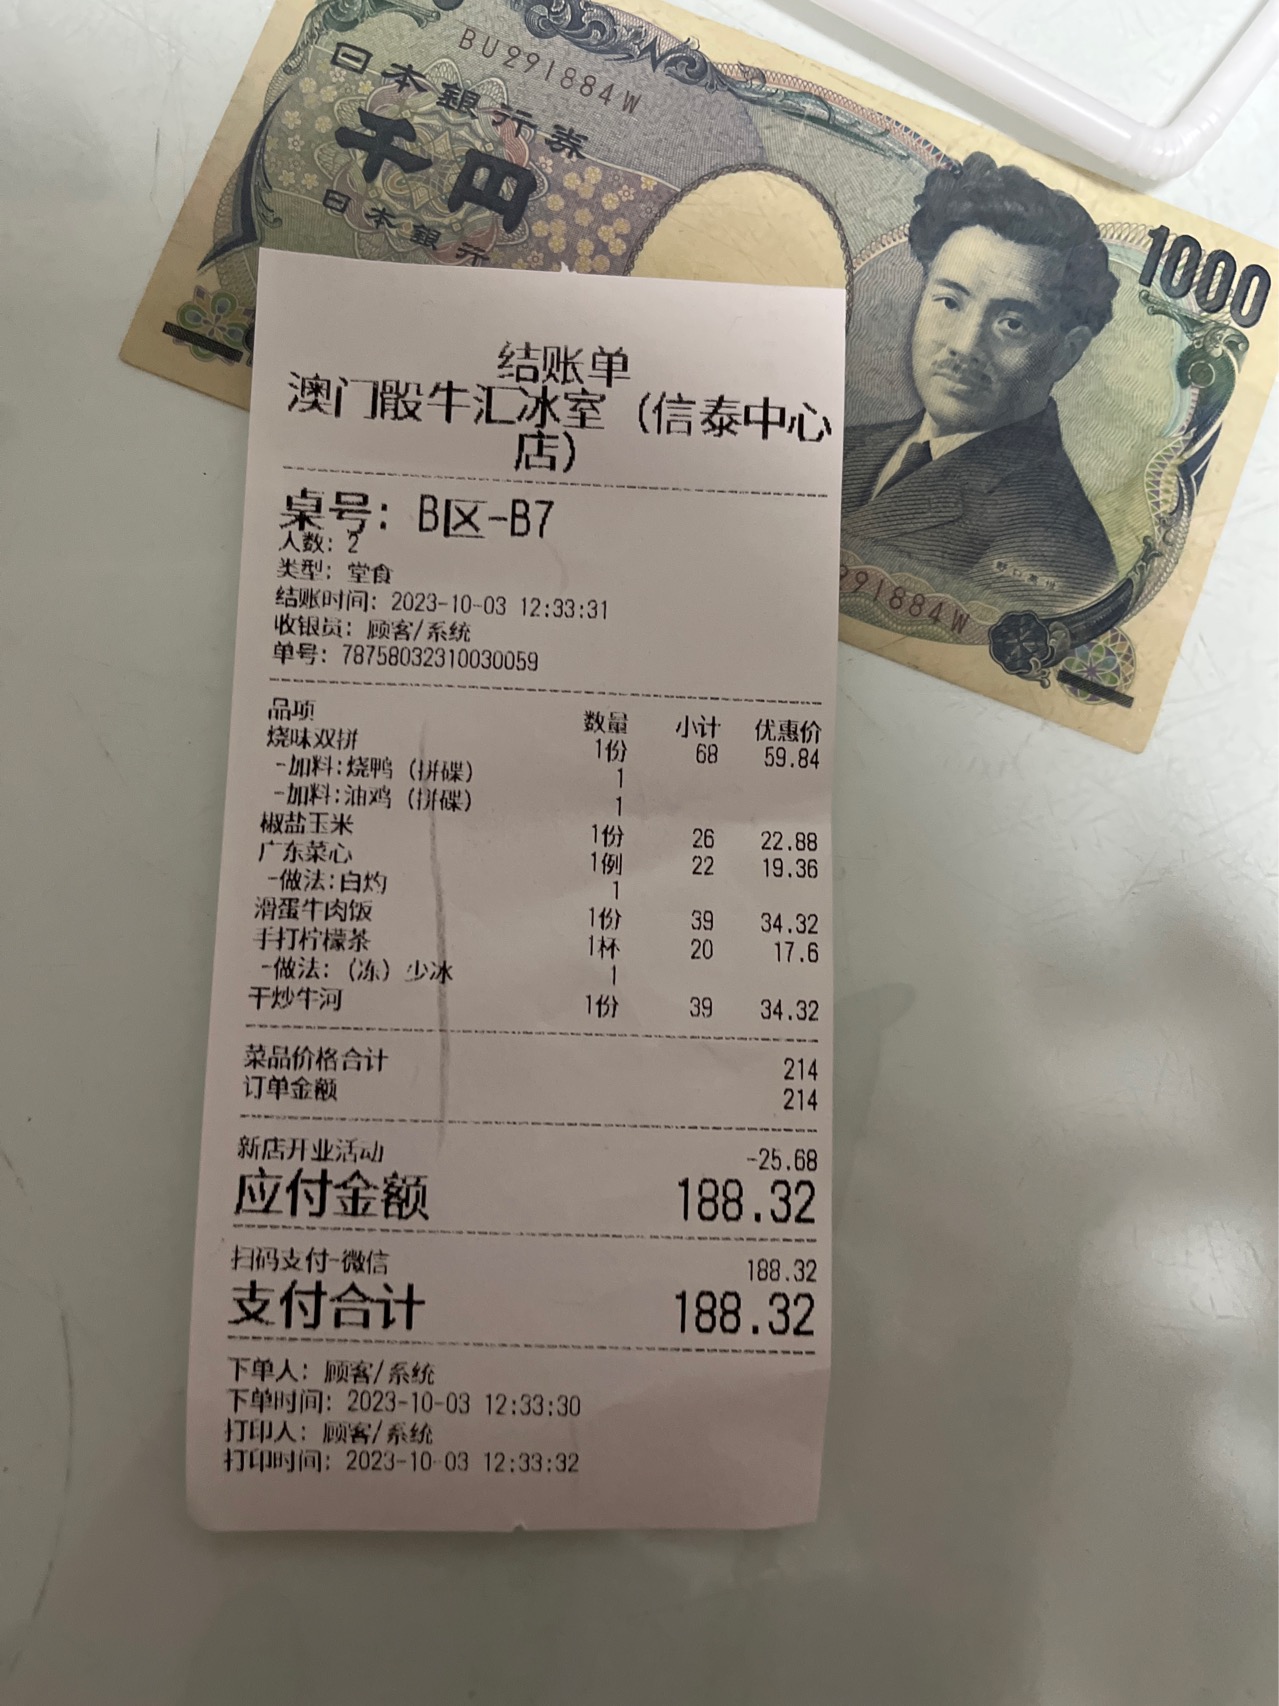 BU291884W
日本銀行券
千円
日本銀行
1000
野口英世
291884W
结账单
澳门骰牛汇冰室（信泰中心
店）
桌号：B区-B7
人数：2
类型：堂食
结账时间：2023-10-03 12:33:31
收银员：顾客/系统
单号：78758032310030059
品项 数量 小计 优惠价
烧味双拼 1份 68 59.84
-加料:烧鸭（拼碟） 1
-加料:油鸡（拼碟） 1
椒盐玉米 1份 26 22.88
广东菜心 1例 22 19.36
-做法:白灼 1
滑蛋牛肉饭 1份 39 34.32
手打柠檬茶 1杯 20 17.6
-做法:（冻）少冰 1
干炒牛河 1份 39 34.32
菜品价格合计 214
订单金额 214
新店开业活动 -25.68
应付金额 188.32
扫码支付-微信 188.32
支付合计 188.32
下单人：顾客/系统
下单时间：2023-10-03 12:33:30
打印人：顾客/系统
打印时间：2023-10-03 12:33:32